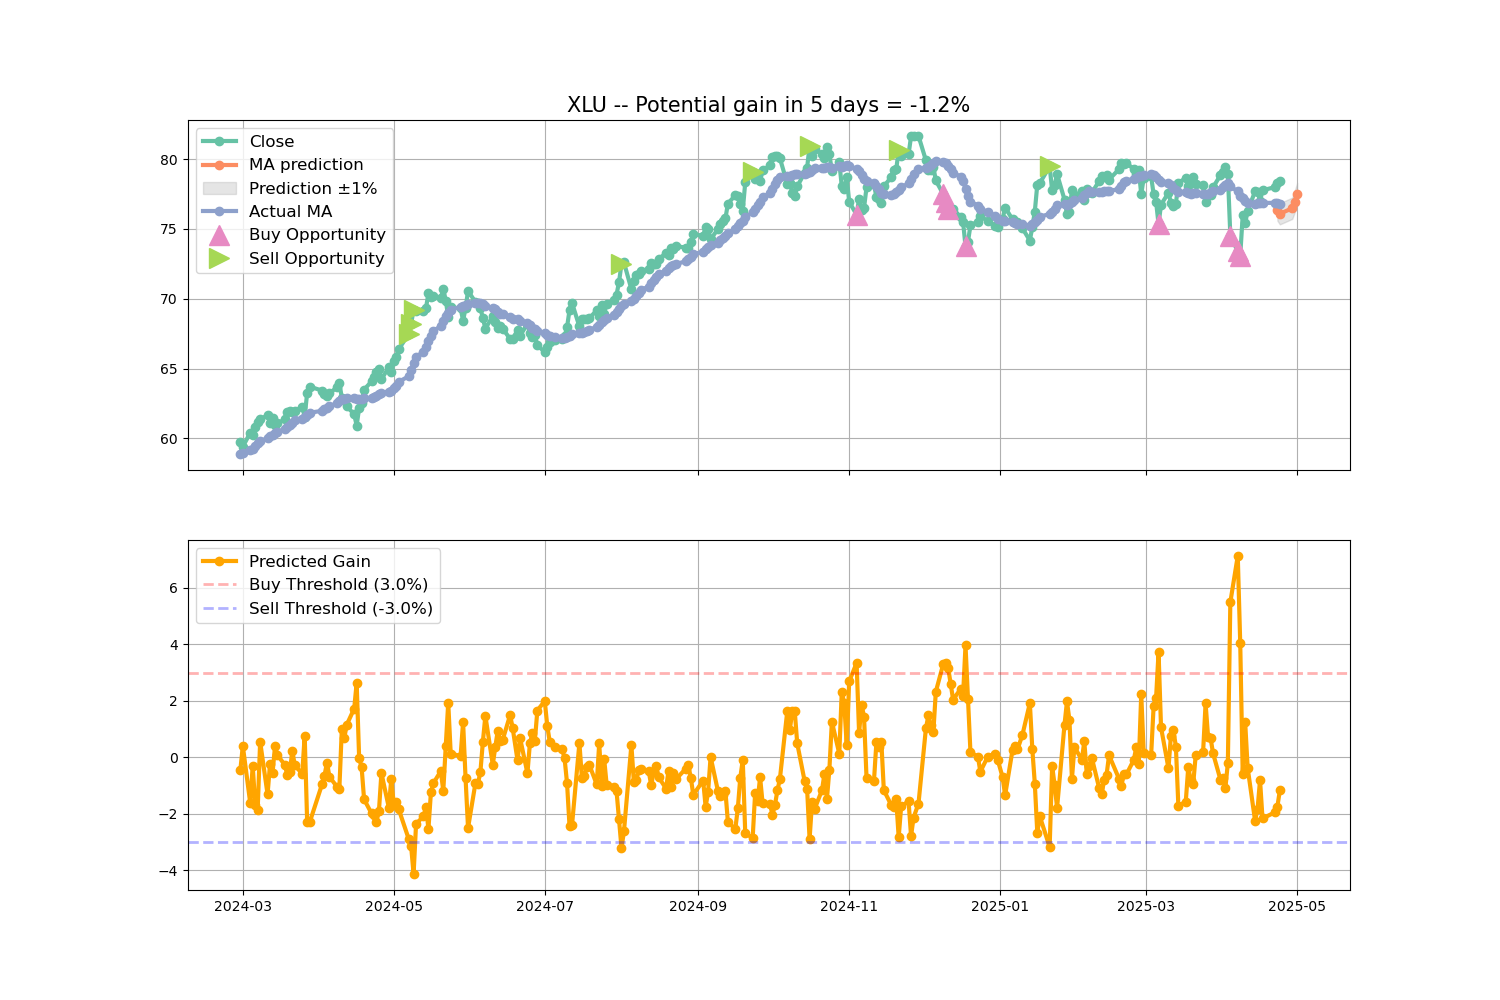 XLU -- Potential gain in 5 days = -1.2%
Close
MA prediction
Prediction ±1%
Actual MA
Buy Opportunity
Sell Opportunity
80
75
70
65
60
Predicted Gain
Buy Threshold (3.0%)
Sell Threshold (-3.0%)
6
4
2
0
−2
−4
2024-03 2024-05 2024-07 2024-09 2024-11 2025-01 2025-03 2025-05